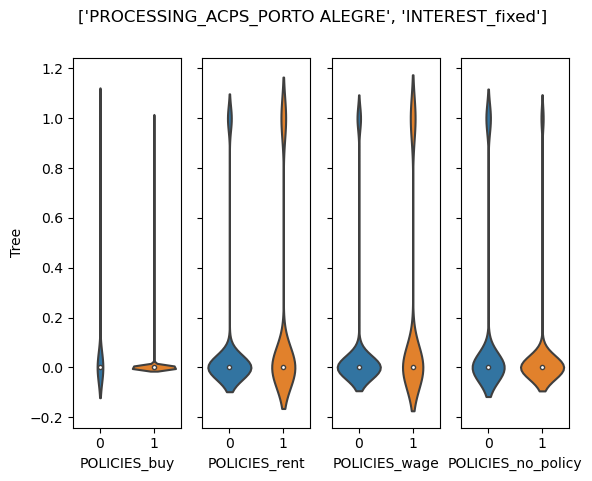 ['PROCESSING_ACPS_PORTO ALEGRE', 'INTEREST_fixed']
Tree
1.2
1.0
0.8
0.6
0.4
0.2
0.0
−0.2
0 1 0 1 0 1 0 1
POLICIES_buy POLICIES_rent POLICIES_wage POLICIES_no_policy